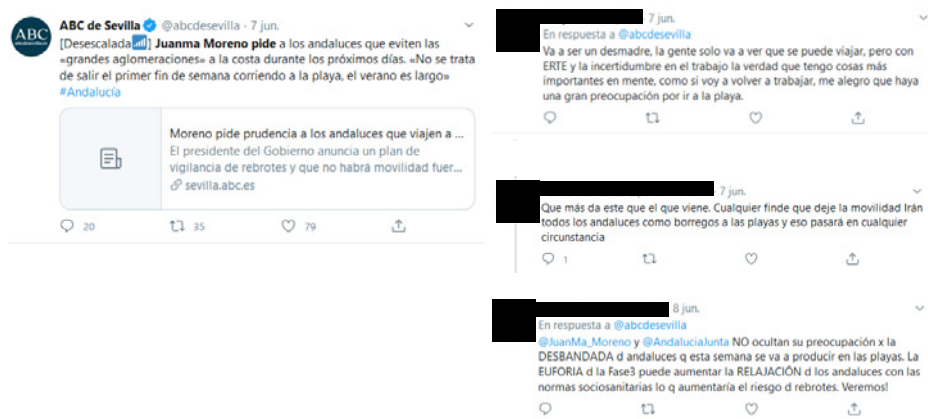 ABC de Sevilla @abcdesevilla · 7 jun.
[Desescalada📶] Juanma Moreno pide a los andaluces que eviten las
«grandes aglomeraciones» a la costa durante los próximos días. «No se trata
de salir el primer fin de semana corriendo a la playa, el verano es largo»
#Andalucía
Moreno pide prudencia a los andaluces que viajen a ...
El presidente del Gobierno anuncia un plan de
vigilancia de rebrotes y que no habrá movilidad fuer...
sevilla.abc.es
20 35 79
ABC
7 jun.
En respuesta a @abcdesevilla
Va a ser un desmadre, la gente solo va a ver que se puede viajar, pero con
ERTE y la incertidumbre en el trabajo la verdad que tengo cosas más
importantes en mente, como si voy a volver a trabajar, me alegro que haya
una gran preocupación por ir a la playa.
7 jun.
Que más da este que el que viene. Cualquier finde que deje la movilidad Irán
todos los andaluces como borregos a las playas y eso pasará en cualquier
circunstancia
1
8 jun.
En respuesta a @abcdesevilla
@JuanMa_Moreno y @AndaluciaJunta NO ocultan su preocupación x la
DESBANDADA d andaluces q esta semana se va a producir en las playas. La
EUFORIA d la Fase3 puede aumentar la RELAJACIÓN d los andaluces con las
normas sociosanitarias lo q aumentaría el riesgo d rebrotes. Veremos!